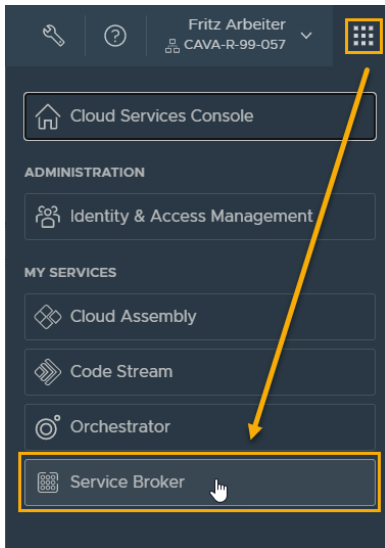 Fritz Arbeiter
CAVA-R-99-057
Cloud Services Console
ADMINISTRATION
Identity & Access Management
MY SERVICES
Cloud Assembly
Code Stream
Orchestrator
Service Broker